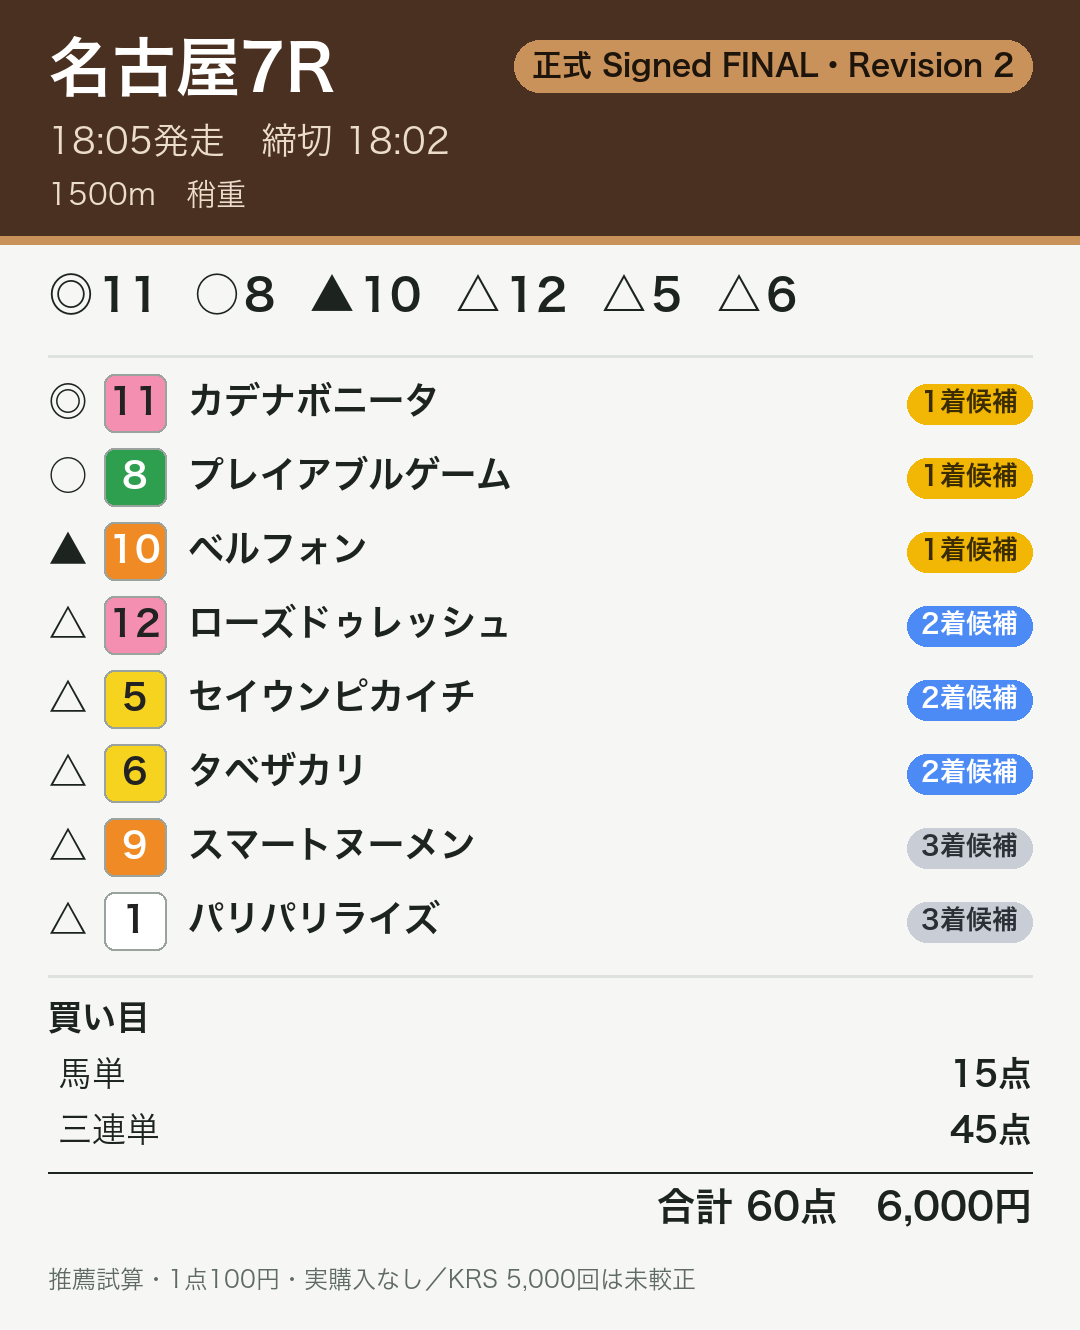 名古屋7R
正式 Signed FINAL・Revision 2
18:05発走 締切 18:02
1500m 稍重
◎11 ○8 ▲10 △12 △5 △6
◎ 11 カデナボニータ 1着候補
○ 8 プレイアブルゲーム 1着候補
▲ 10 ベルフォン 1着候補
△ 12 ローズドゥレッシュ 2着候補
△ 5 セイウンピカイチ 2着候補
△ 6 タベザカリ 2着候補
△ 9 スマートヌーメン 3着候補
△ 1 パリパリライズ 3着候補
買い目
馬単 15点
三連単 45点
合計 60点 6,000円
推薦試算・1点100円・実購入なし／KRS 5,000回は未較正